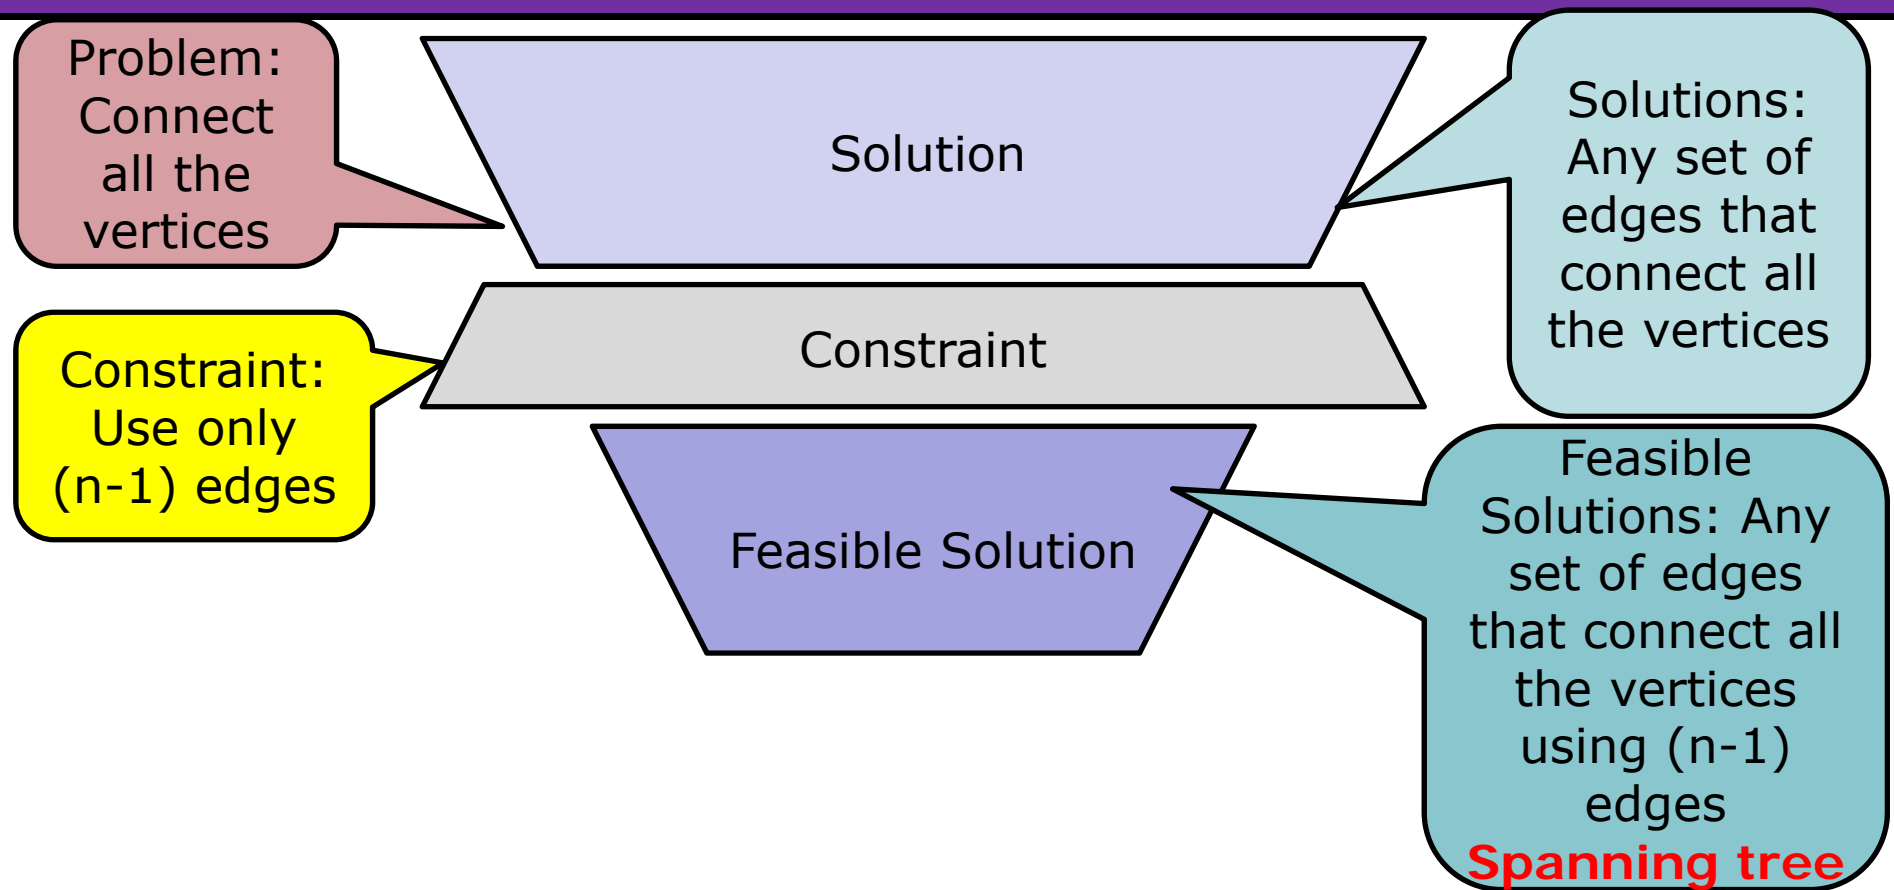 Problem:
Connect
all the
vertices
Solution
Solutions:
Any set of
edges that
connect all
the vertices
Constraint:
Use only
(n-1) edges
Constraint
Feasible Solution
Feasible
Solutions: Any
set of edges
that connect all
the vertices
using (n-1)
edges
Spanning tree